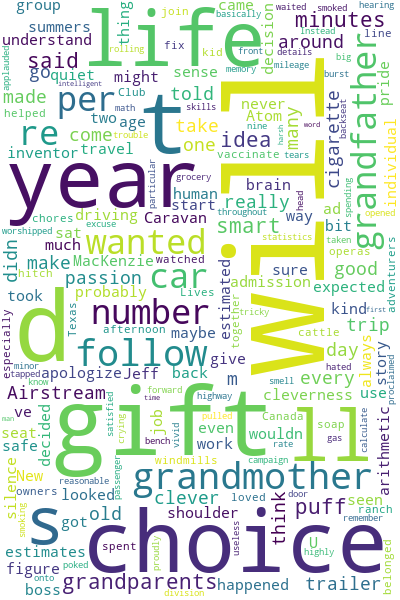 group
summers
understand
go
quiet
life
came
join
decision
rolling
kid
fix
basically
thing
minutes
applauded
waited
line
Instead
front
memory
big
nine
hearing
mileage
details
burst
said
around
might
inventor
made
helped
chores
driving
sat
much
re
per
come
travel
Caravan
told
two
Club
age
MacKenzie
sense
Atom
one
human
start
watched
math
skills
trouble
intelligent
never
many
take
idea
vaccinate
brain
really
smart
sure
grocery
particular
excuse
worshipped
t
year
will
cigarette
grandfather
pride
individual
harsh
word
tears
backseat
spending
opened
head
throughout
statistics
taken
way
ad
bit
operas
expected
adventurers
tricky
didn
hitch
took
wanted
make
passion
probably
car
good
admission
Lives
together
estimated
kind
trip
cattle
hated
d
number
maybe
afternoon
Texas
give
day
always
story
proclaimed
first
especially
minor
tapped
know
man
ve
seat
safe
silence
owners
New
smoking
apologize
Jeff
back
Airstream
decided
follow
m
every
cleverness
use
soap
Canada
smell
gas
calculate
rate
gift
ll
satisfied
crying
forward
time
passenger
highway
bench
pulled
vivid
job
work
even
wouldn
windmills
campaign
loved
door
seen
ranch
remember
arithmetic
looked
got
old
clever
shoulder
grandmother
puff
think
U
highly
belonged
s
estimates
figure
boss
reasonable
poked
onto
spent
proudly
division
useless
grandparents
happened
trailer
choice